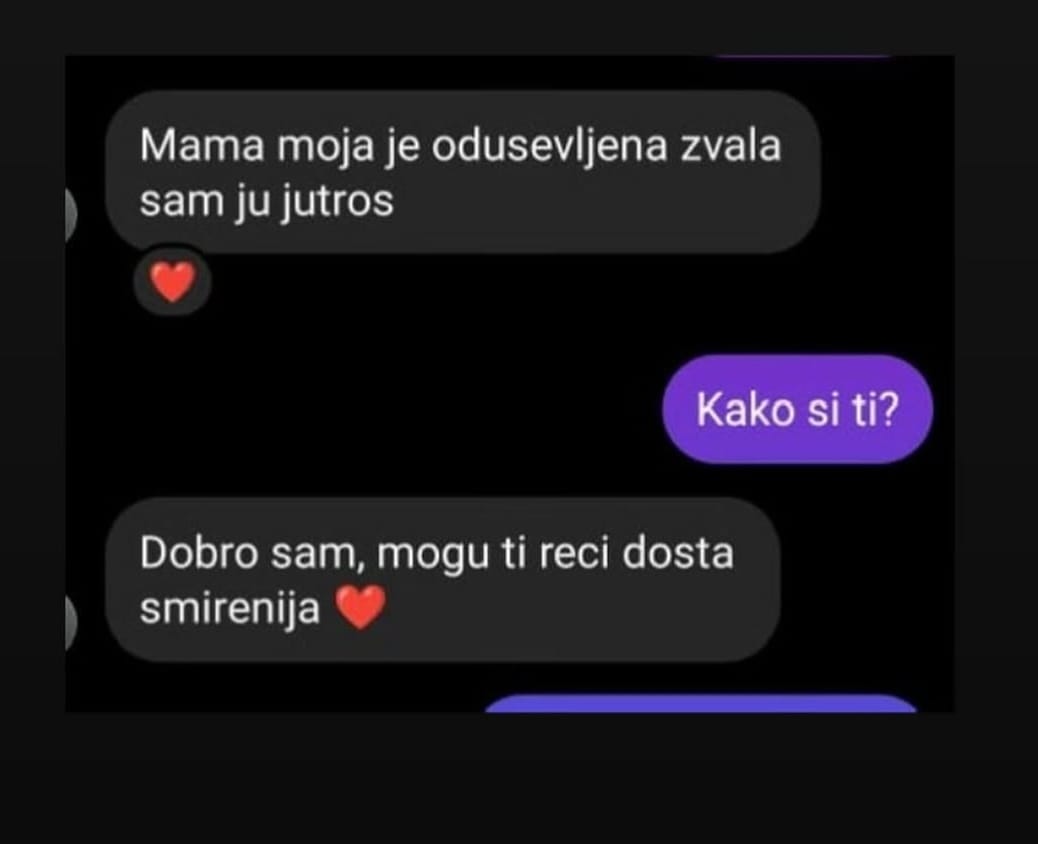 Mama moja je odusevljena zvala
sam ju jutros
❤️
Kako si ti?
Dobro sam, mogu ti reci dosta
smirenija ❤️